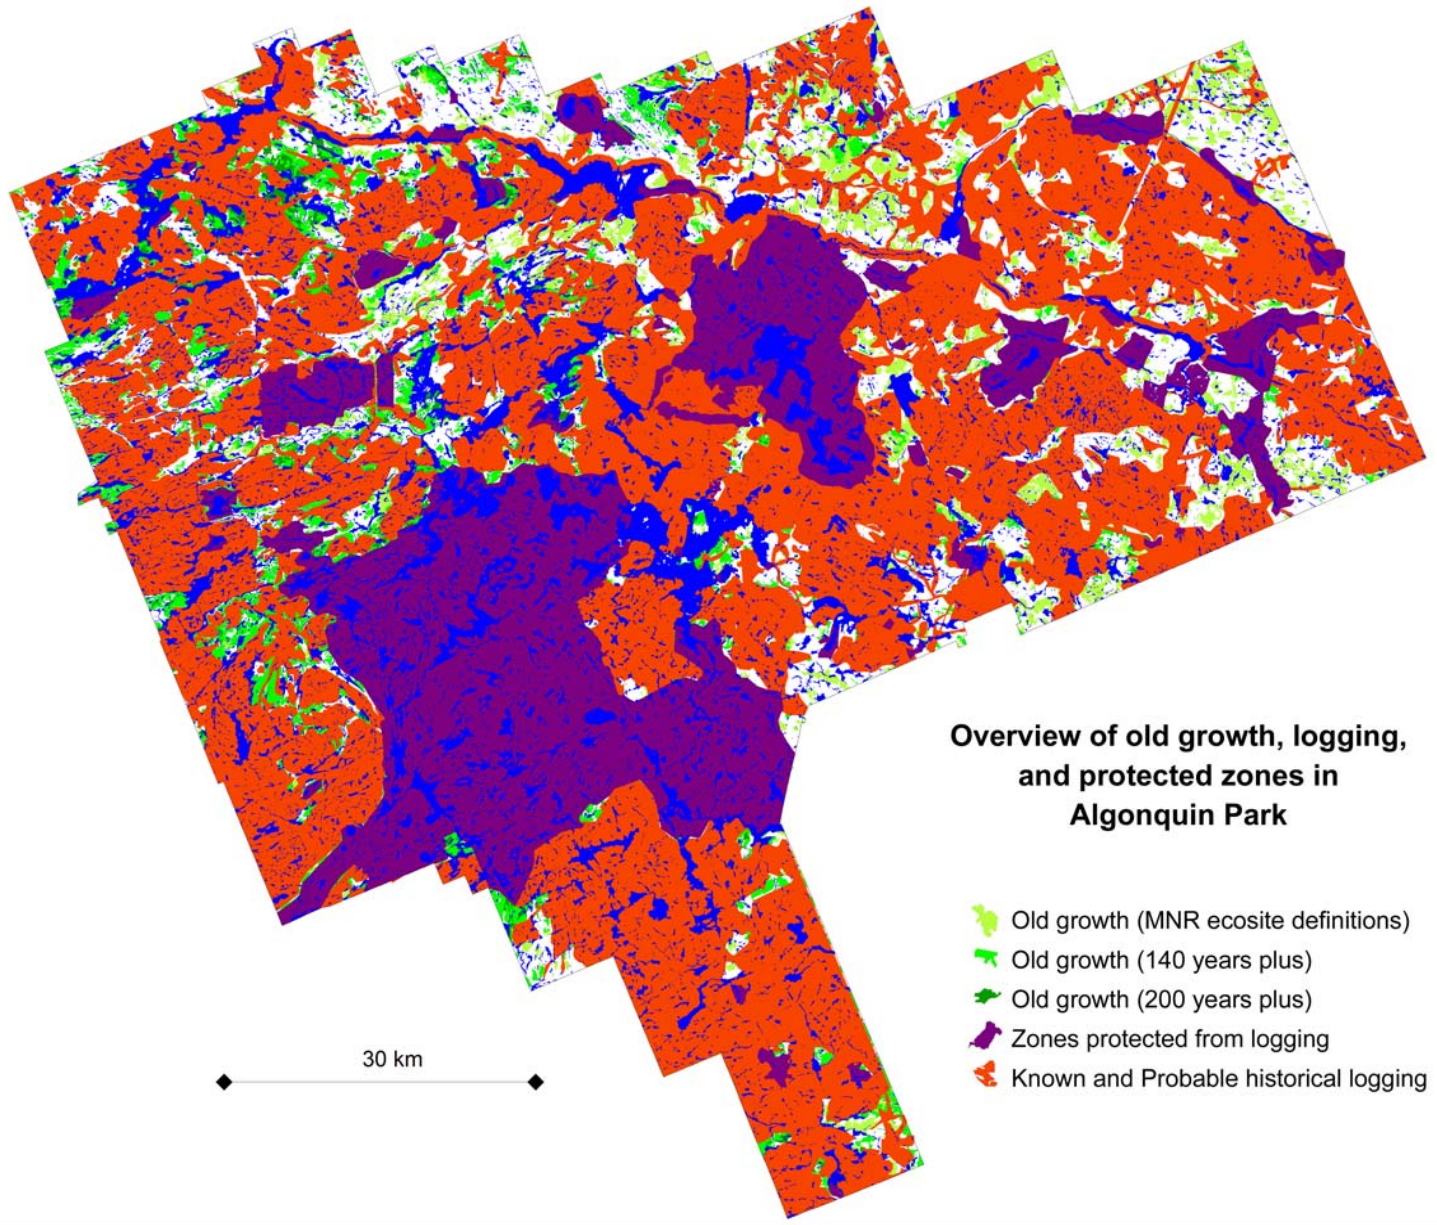 Overview of old growth, logging,
and protected zones in
Algonquin Park
Old growth (MNR ecosite definitions)
Old growth (140 years plus)
Old growth (200 years plus)
Zones protected from logging
Known and Probable historical logging
30 km